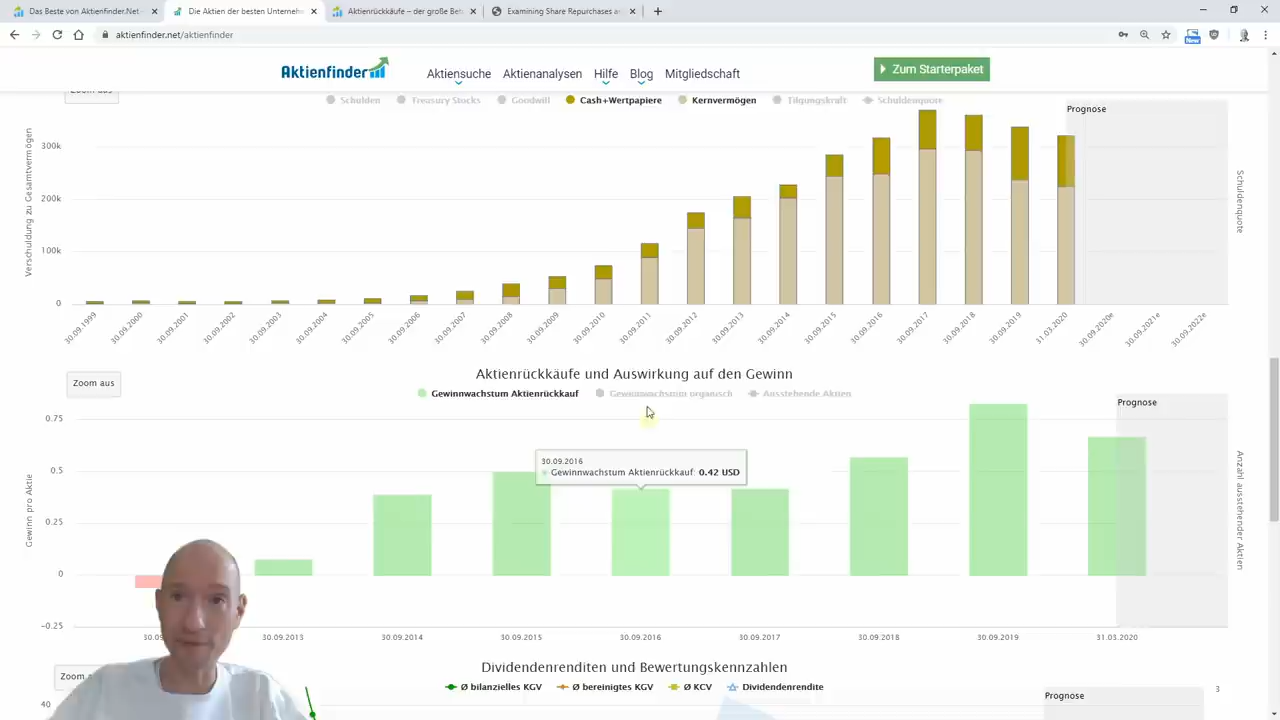 Das Beste von Aktienfinder.Net -
Die Aktien der besten Unternehm
Aktienrückkäufe – der große Bet
Examining Share Repurchases an
aktienfinder.net/aktienfinder
New
Aktienfinder
Aktiensuche
Aktienanalysen
Hilfe
Blog
Mitgliedschaft
Zum Starterpaket
Zoom aus
Schulden
Treasury Stocks
Goodwill
Cash+Wertpapiere
Kernvermögen
Tilgungskraft
Schuldenquote
Prognose
Verschuldung zu Gesamtvermögen
300k
200k
100k
0
Schuldenquote
30.09.1999
30.09.2000
30.09.2001
30.09.2002
30.09.2003
30.09.2004
30.09.2005
30.09.2006
30.09.2007
30.09.2008
30.09.2009
30.09.2010
30.09.2011
30.09.2012
30.09.2013
30.09.2014
30.09.2015
30.09.2016
30.09.2017
30.09.2018
30.09.2019
31.03.2020
30.09.2020e
30.09.2021e
30.09.2022e
Zoom aus
Aktienrückkäufe und Auswirkung auf den Gewinn
Gewinnwachstum Aktienrückkauf
Gewinnwachstum organisch
Ausstehende Aktien
Prognose
Gewinn pro Aktie
0.75
0.5
0.25
0
-0.25
Anzahl ausstehender Aktien
30.09.2016
Gewinnwachstum Aktienrückkauf: 0.42 USD
30.09
30.09.2013
30.09.2014
30.09.2015
30.09.2016
30.09.2017
30.09.2018
30.09.2019
31.03.2020
Zoom a
Dividendenrenditen und Bewertungskennzahlen
Ø bilanzielles KGV
Ø bereinigtes KGV
Ø KCV
Dividendenrendite
40
Prognose
3